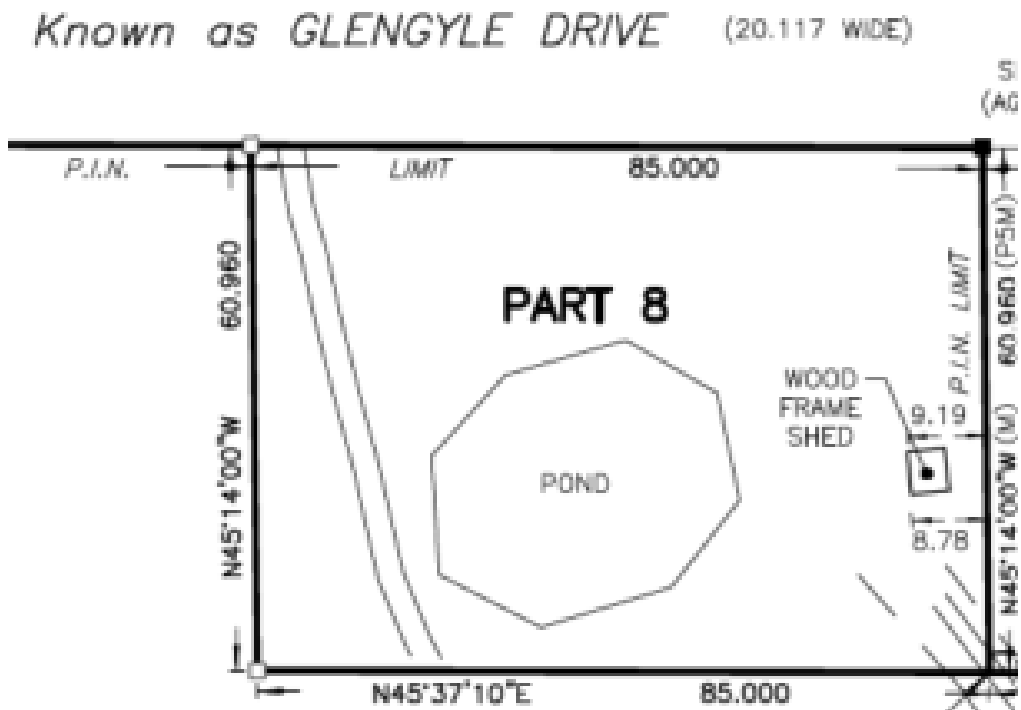 Known as GLENGYLE DRIVE (20.117 WIDE)
P.I.N. LIMIT 85.000
60.960
N45°14'00"W
PART 8
POND
WOOD
FRAME
SHED
9.19
8.78
P.I.N. LIMIT
60.960 (P5M)
N45°14'00"W (M)
N45°37'10"E 85.000